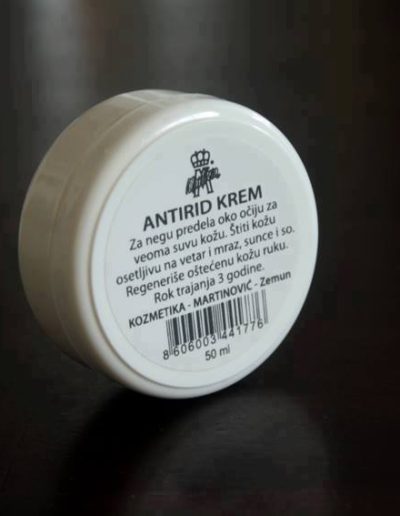 ANTIRID KREM
Za negu predela oko očiju za
veoma suvu kožu. Štiti kožu
osetljivu na vetar i mraz, sunce i so.
Regeneriše oštećenu kožu ruku.
Rok trajanja 3 godine.
KOZMETIKA - MARTINOVIĆ - Zemun
8 606003 441776
50 ml